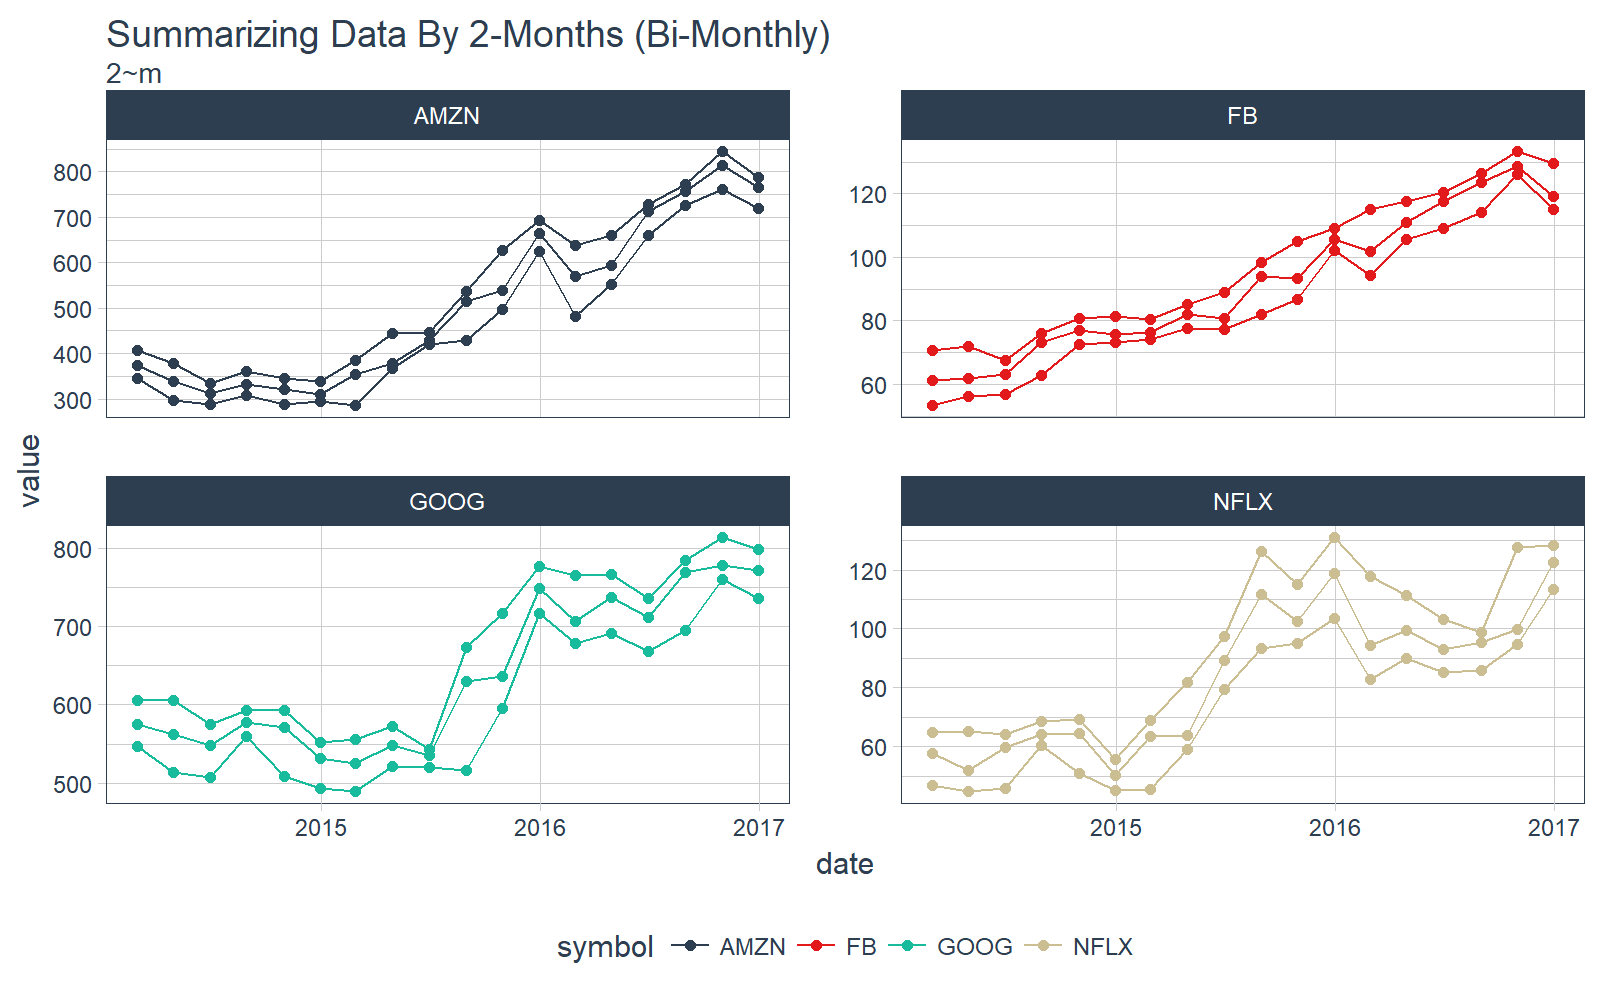 Summarizing Data By 2-Months (Bi-Monthly)
2~m
AMZN
FB
800
700
600
500
400
300
120
100
80
60
value
GOOG
NFLX
800
700
600
500
120
100
80
60
2015 2016 2017
2015 2016 2017
date
symbol AMZN FB GOOG NFLX